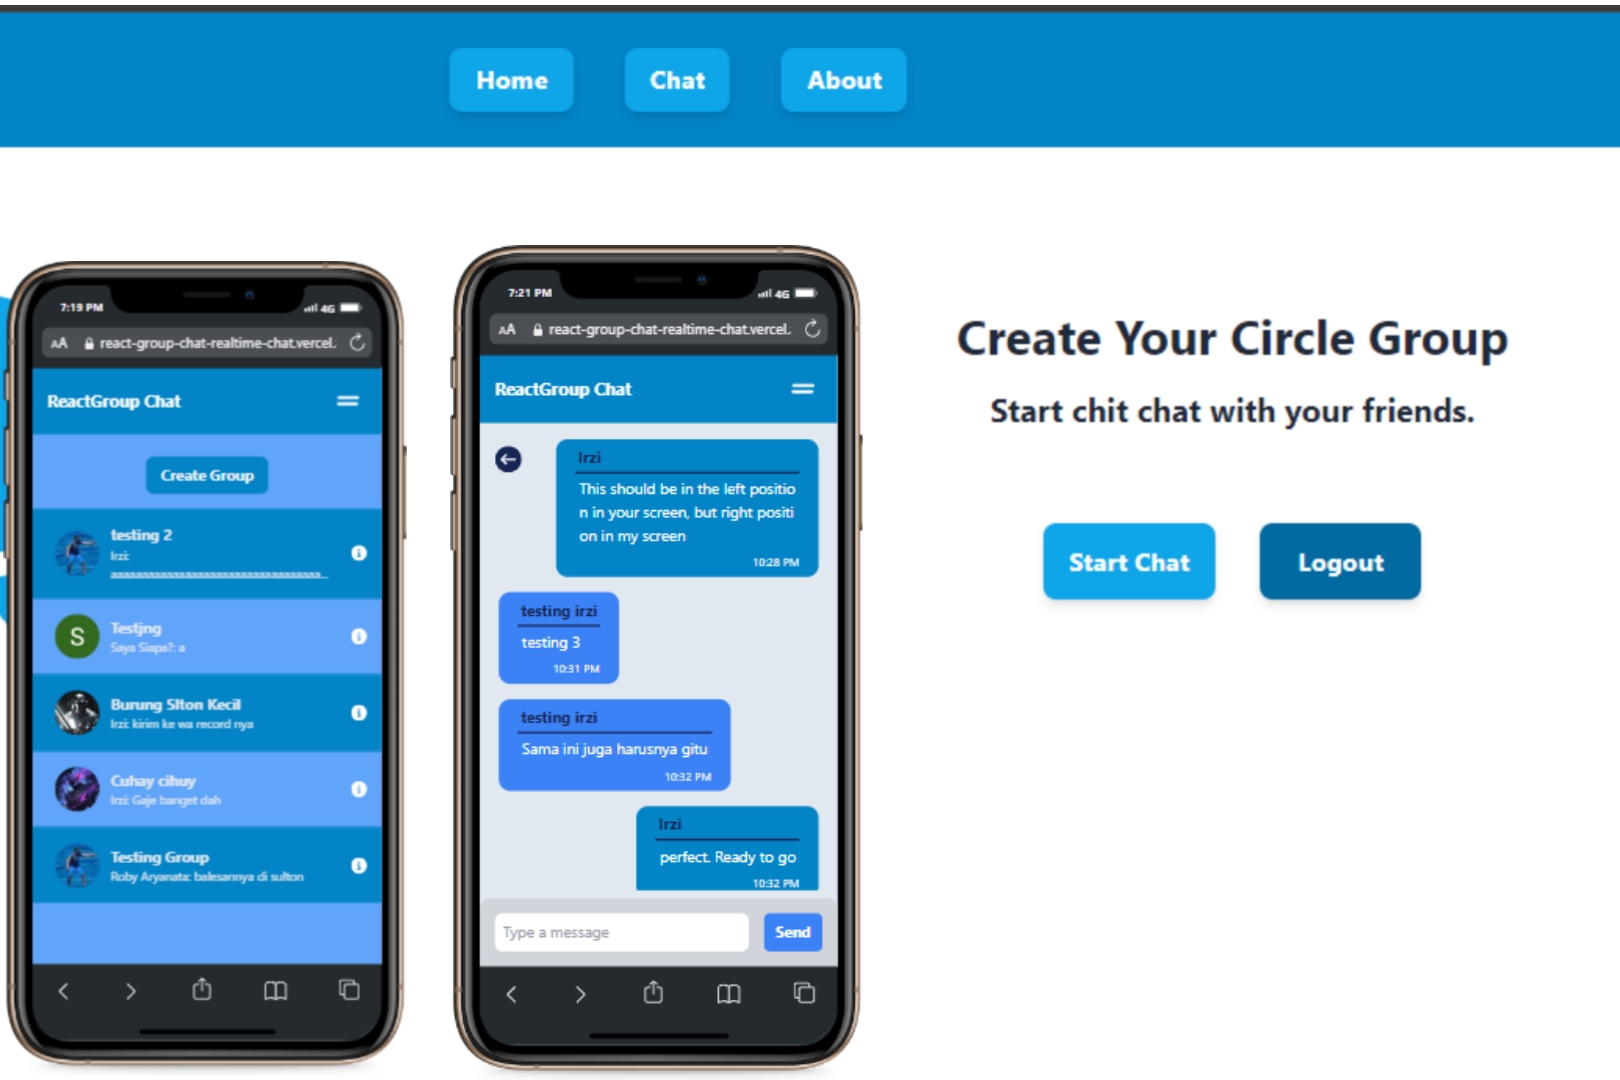 Home Chat About
7:19 PM
4G
AA react-group-chat-realtime-chat.vercel.
ReactGroup Chat
Create Group
testing 2
Irzi:
aaaaaaaaaaaaaaaaaaaaaaaaaaaaaaaaaa...
S
Testjng
Saya Siapa?: a
Burung Slton Kecil
Irzi: kirim ke wa record nya
Cuhay cihuy
Irzi: Gaje banget dah
Testing Group
Roby Aryanata: balesannya di sulton
7:21 PM
4G
AA react-group-chat-realtime-chat.vercel.
ReactGroup Chat
Irzi
This should be in the left positio
n in your screen, but right positi
on in my screen
10:28 PM
testing irzi
testing 3
10:31 PM
testing irzi
Sama ini juga harusnya gitu
10:32 PM
Irzi
perfect. Ready to go
10:32 PM
Type a message
Send
Create Your Circle Group
Start chit chat with your friends.
Start Chat
Logout